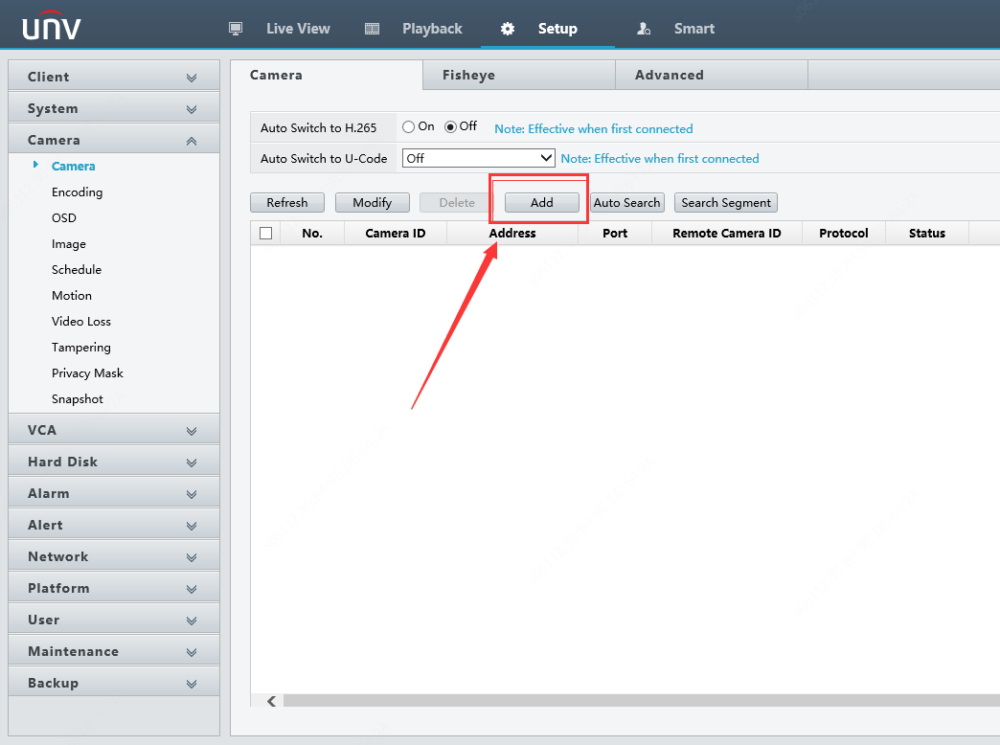 unv
Live View
Playback
Setup
Smart
Client
System
Camera
Camera
Encoding
OSD
Image
Schedule
Motion
Video Loss
Tampering
Privacy Mask
Snapshot
VCA
Hard Disk
Alarm
Alert
Network
Platform
User
Maintenance
Backup
Camera Fisheye Advanced
Auto Switch to H.265 On Off Note: Effective when first connected
Auto Switch to U-Code Off Note: Effective when first connected
Refresh Modify Delete Add Auto Search Search Segment
No. Camera ID Address Port Remote Camera ID Protocol Status